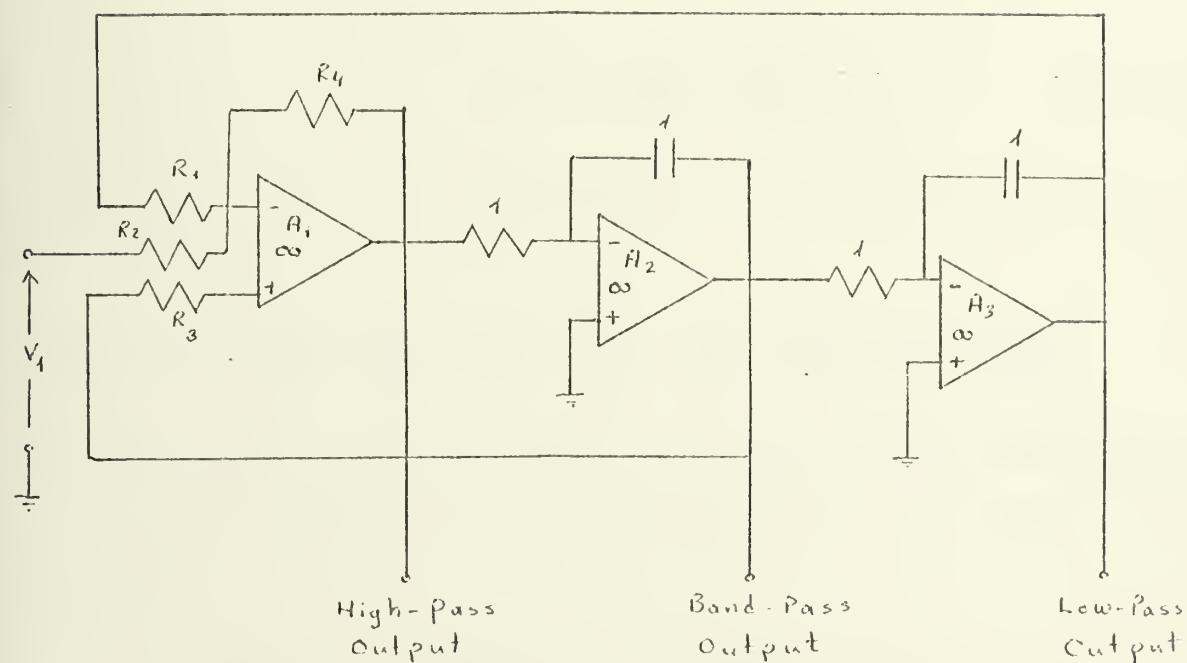 R4
1
1
R1
A1
∞
-
+
R2
R3
1
A2
∞
-
+
1
A3
∞
-
+
V1
High-Pass
Output
Band-Pass
Output
Low-Pass
Output